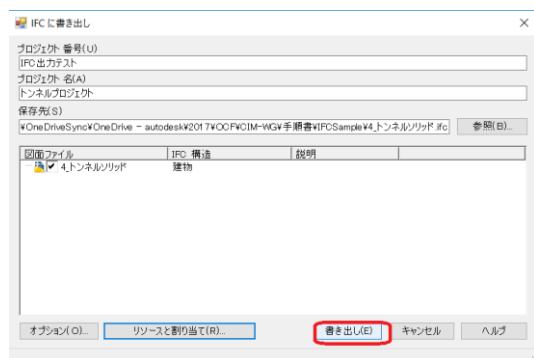 IFC に書き出し
プロジェクト 番号(U)
IFC出力テスト
プロジェクト 名(A)
トンネルプロジェクト
保存先(S)
¥OneDriveSync¥OneDrive - autodesk¥2017¥OCF¥CIM-WG¥手順書¥IFCSample¥4_トンネルソリッド.ifc 参照(B)...
図面ファイル IFC 構造 説明
4_トンネルソリッド 建物
オプション(O)... リソースと割り当て(R)... 書き出し(E) キャンセル ヘルプ